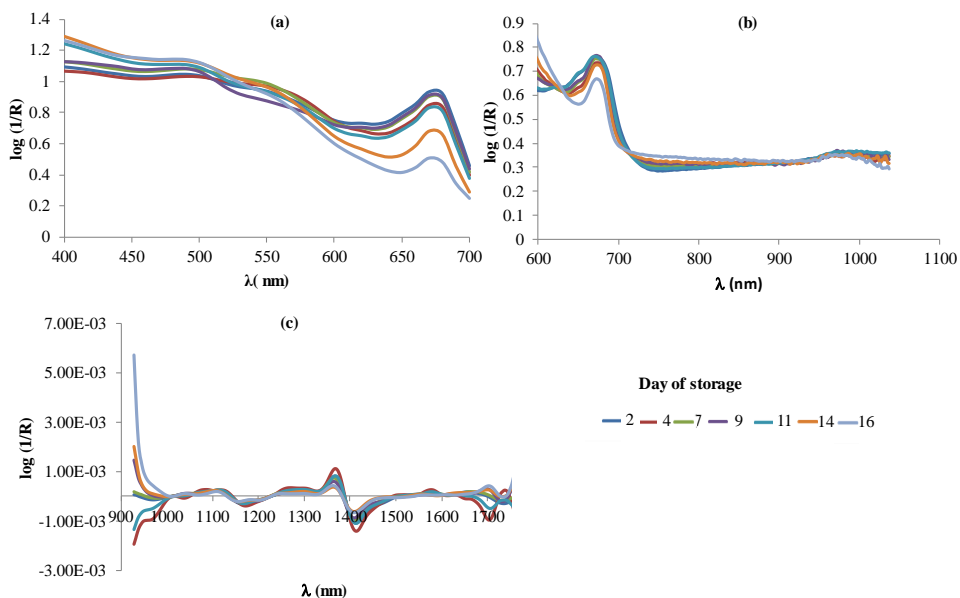 (a)
1.4
1.2
1
0.8
0.6
0.4
0.2
0
log (1/R)
400 450 500 550 600 650 700
λ( nm)
(b)
0.9
0.8
0.7
0.6
0.5
0.4
0.3
0.2
0.1
0
log (1/R)
600 700 800 900 1000 1100
λ (nm)
(c)
7.00E-03
5.00E-03
3.00E-03
1.00E-03
-1.00E-03
-3.00E-03
log (1/R)
900 1000 1100 1200 1300 1400 1500 1600 1700
λ (nm)
Day of storage
2 4 7 9 11 14 16